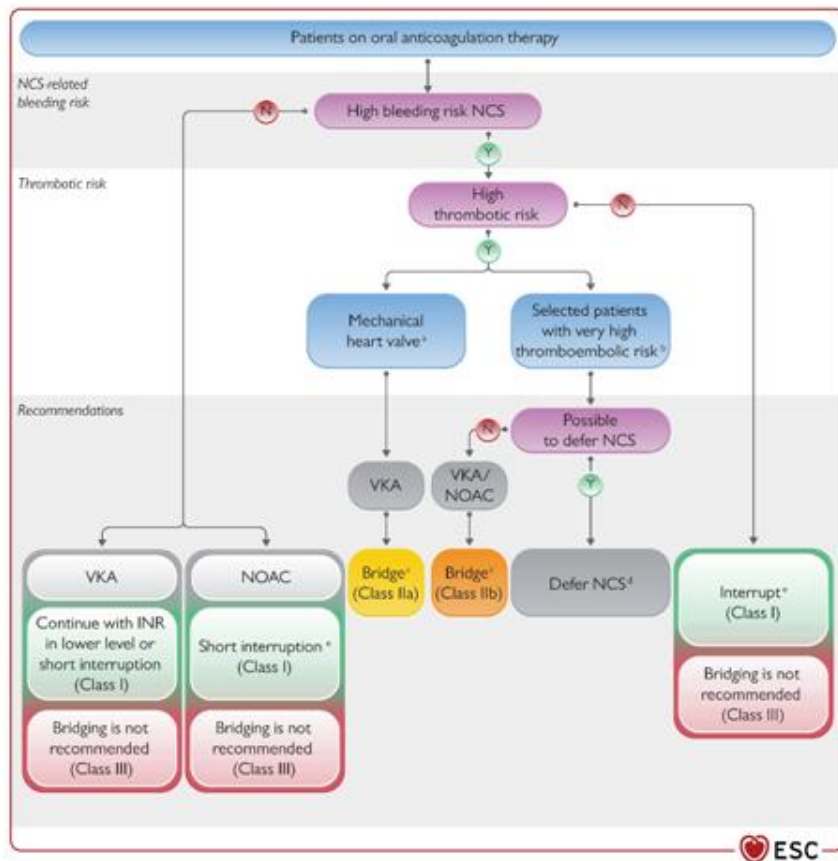 Patients on oral anticoagulation therapy
NCS-related
bleeding risk
High bleeding risk NCS
N
Y
Thrombotic risk
High
thrombotic risk
N
Y
Mechanical
heart valve a
Selected patients
with very high
thromboembolic risk b
Recommendations
Possible
to defer NCS
N
Y
VKA
VKA/
NOAC
VKA
Continue with INR
in lower level or
short interruption
(Class I)
Bridging is not
recommended
(Class III)
NOAC
Short interruption e
(Class I)
Bridging is not
recommended
(Class III)
Bridge c
(Class IIa)
Bridge c
(Class IIb)
Defer NCS d
Interrupt e
(Class I)
Bridging is not
recommended
(Class III)
ESC